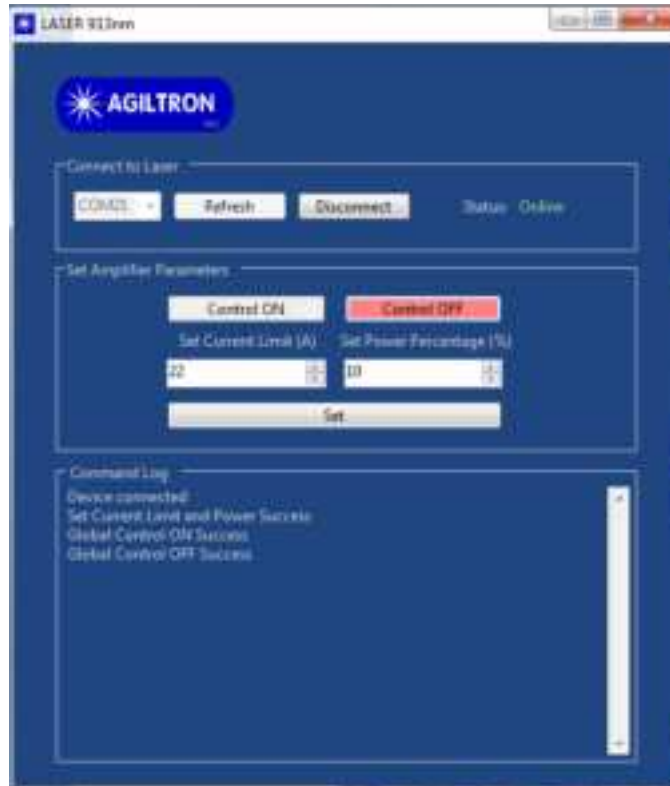 LASER 913nm
AGILTRON
Connect to Laser
Refresh Disconnect Status: Online
Set Amplifier Parameters
Control ON Control OFF
Set Current Limit (A) Set Power Percentage (%)
22 10
Set
Command Log
Device connected
Set Current Limit and Power Success
Global Control ON Success
Global Control OFF Success